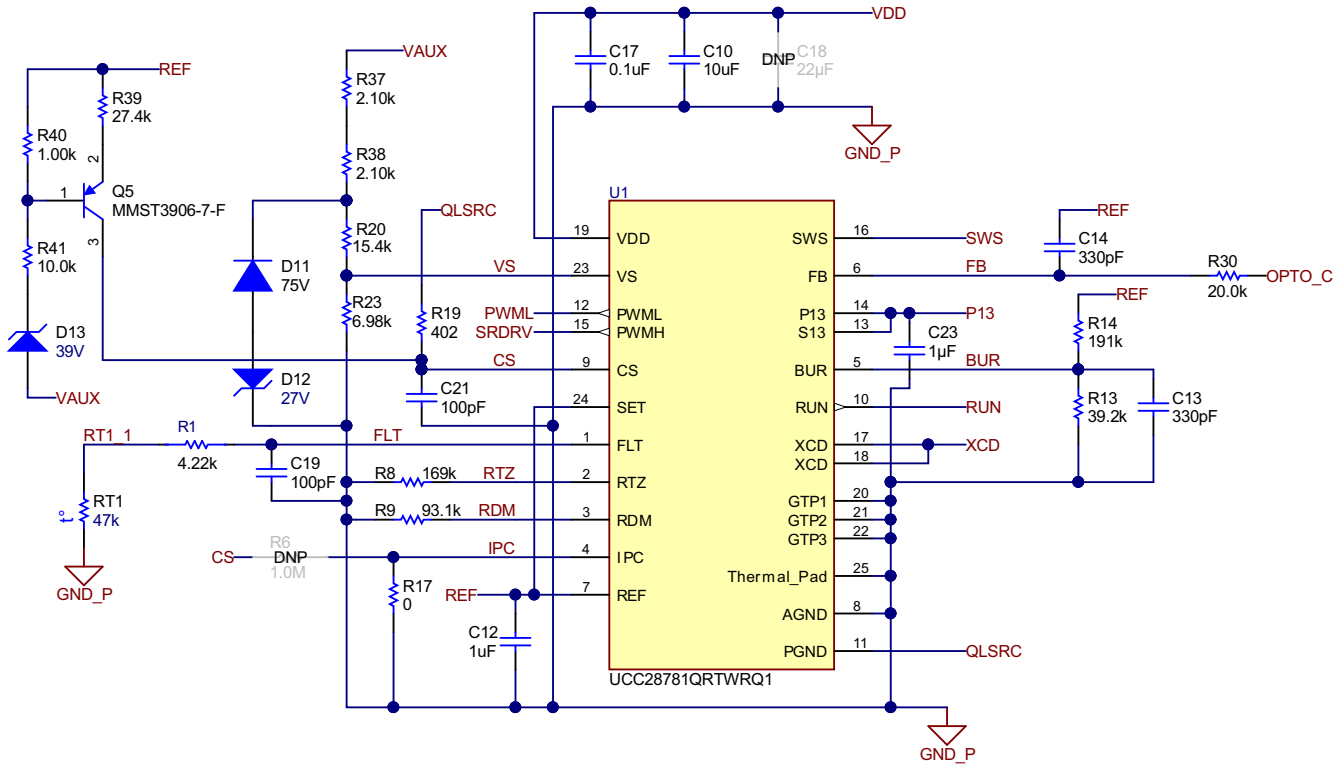 VDD
C17
0.1uF
C10
10uF
DNP
C18
22µF
GND_P
REF
R39
27.4k
R40
1.00k
2
1
Q5
MMST3906-7-F
3
R41
10.0k
D13
39V
VAUX
VAUX
R37
2.10k
R38
2.10k
R20
15.4k
D11
75V
R23
6.98k
D12
27V
QLSRC
R19
402
VS
PWML
SRDRV
CS
C21
100pF
RT1_1
R1
4.22k
FLT
C19
100pF
t°
RT1
47k
GND_P
R8
169k
RTZ
R9
93.1k
RDM
CS
R6
DNP
1.0M
IPC
R17
0
REF
C12
1uF
U1
19
VDD
23
VS
12
PWML
15
PWMH
9
CS
24
SET
1
FLT
2
RTZ
3
RDM
4
IPC
7
REF
SWS
16
SWS
FB
6
FB
P13
14
P13
S13
13
BUR
5
BUR
RUN
10
RUN
XCD
17
XCD
XCD
18
GTP1
20
GTP2
21
GTP3
22
Thermal_Pad
25
AGND
8
PGND
11
QLSRC
UCC28781QRTWRQ1
REF
C14
330pF
R30
20.0k
OPTO_C
C23
1µF
REF
R14
191k
R13
39.2k
C13
330pF
GND_P